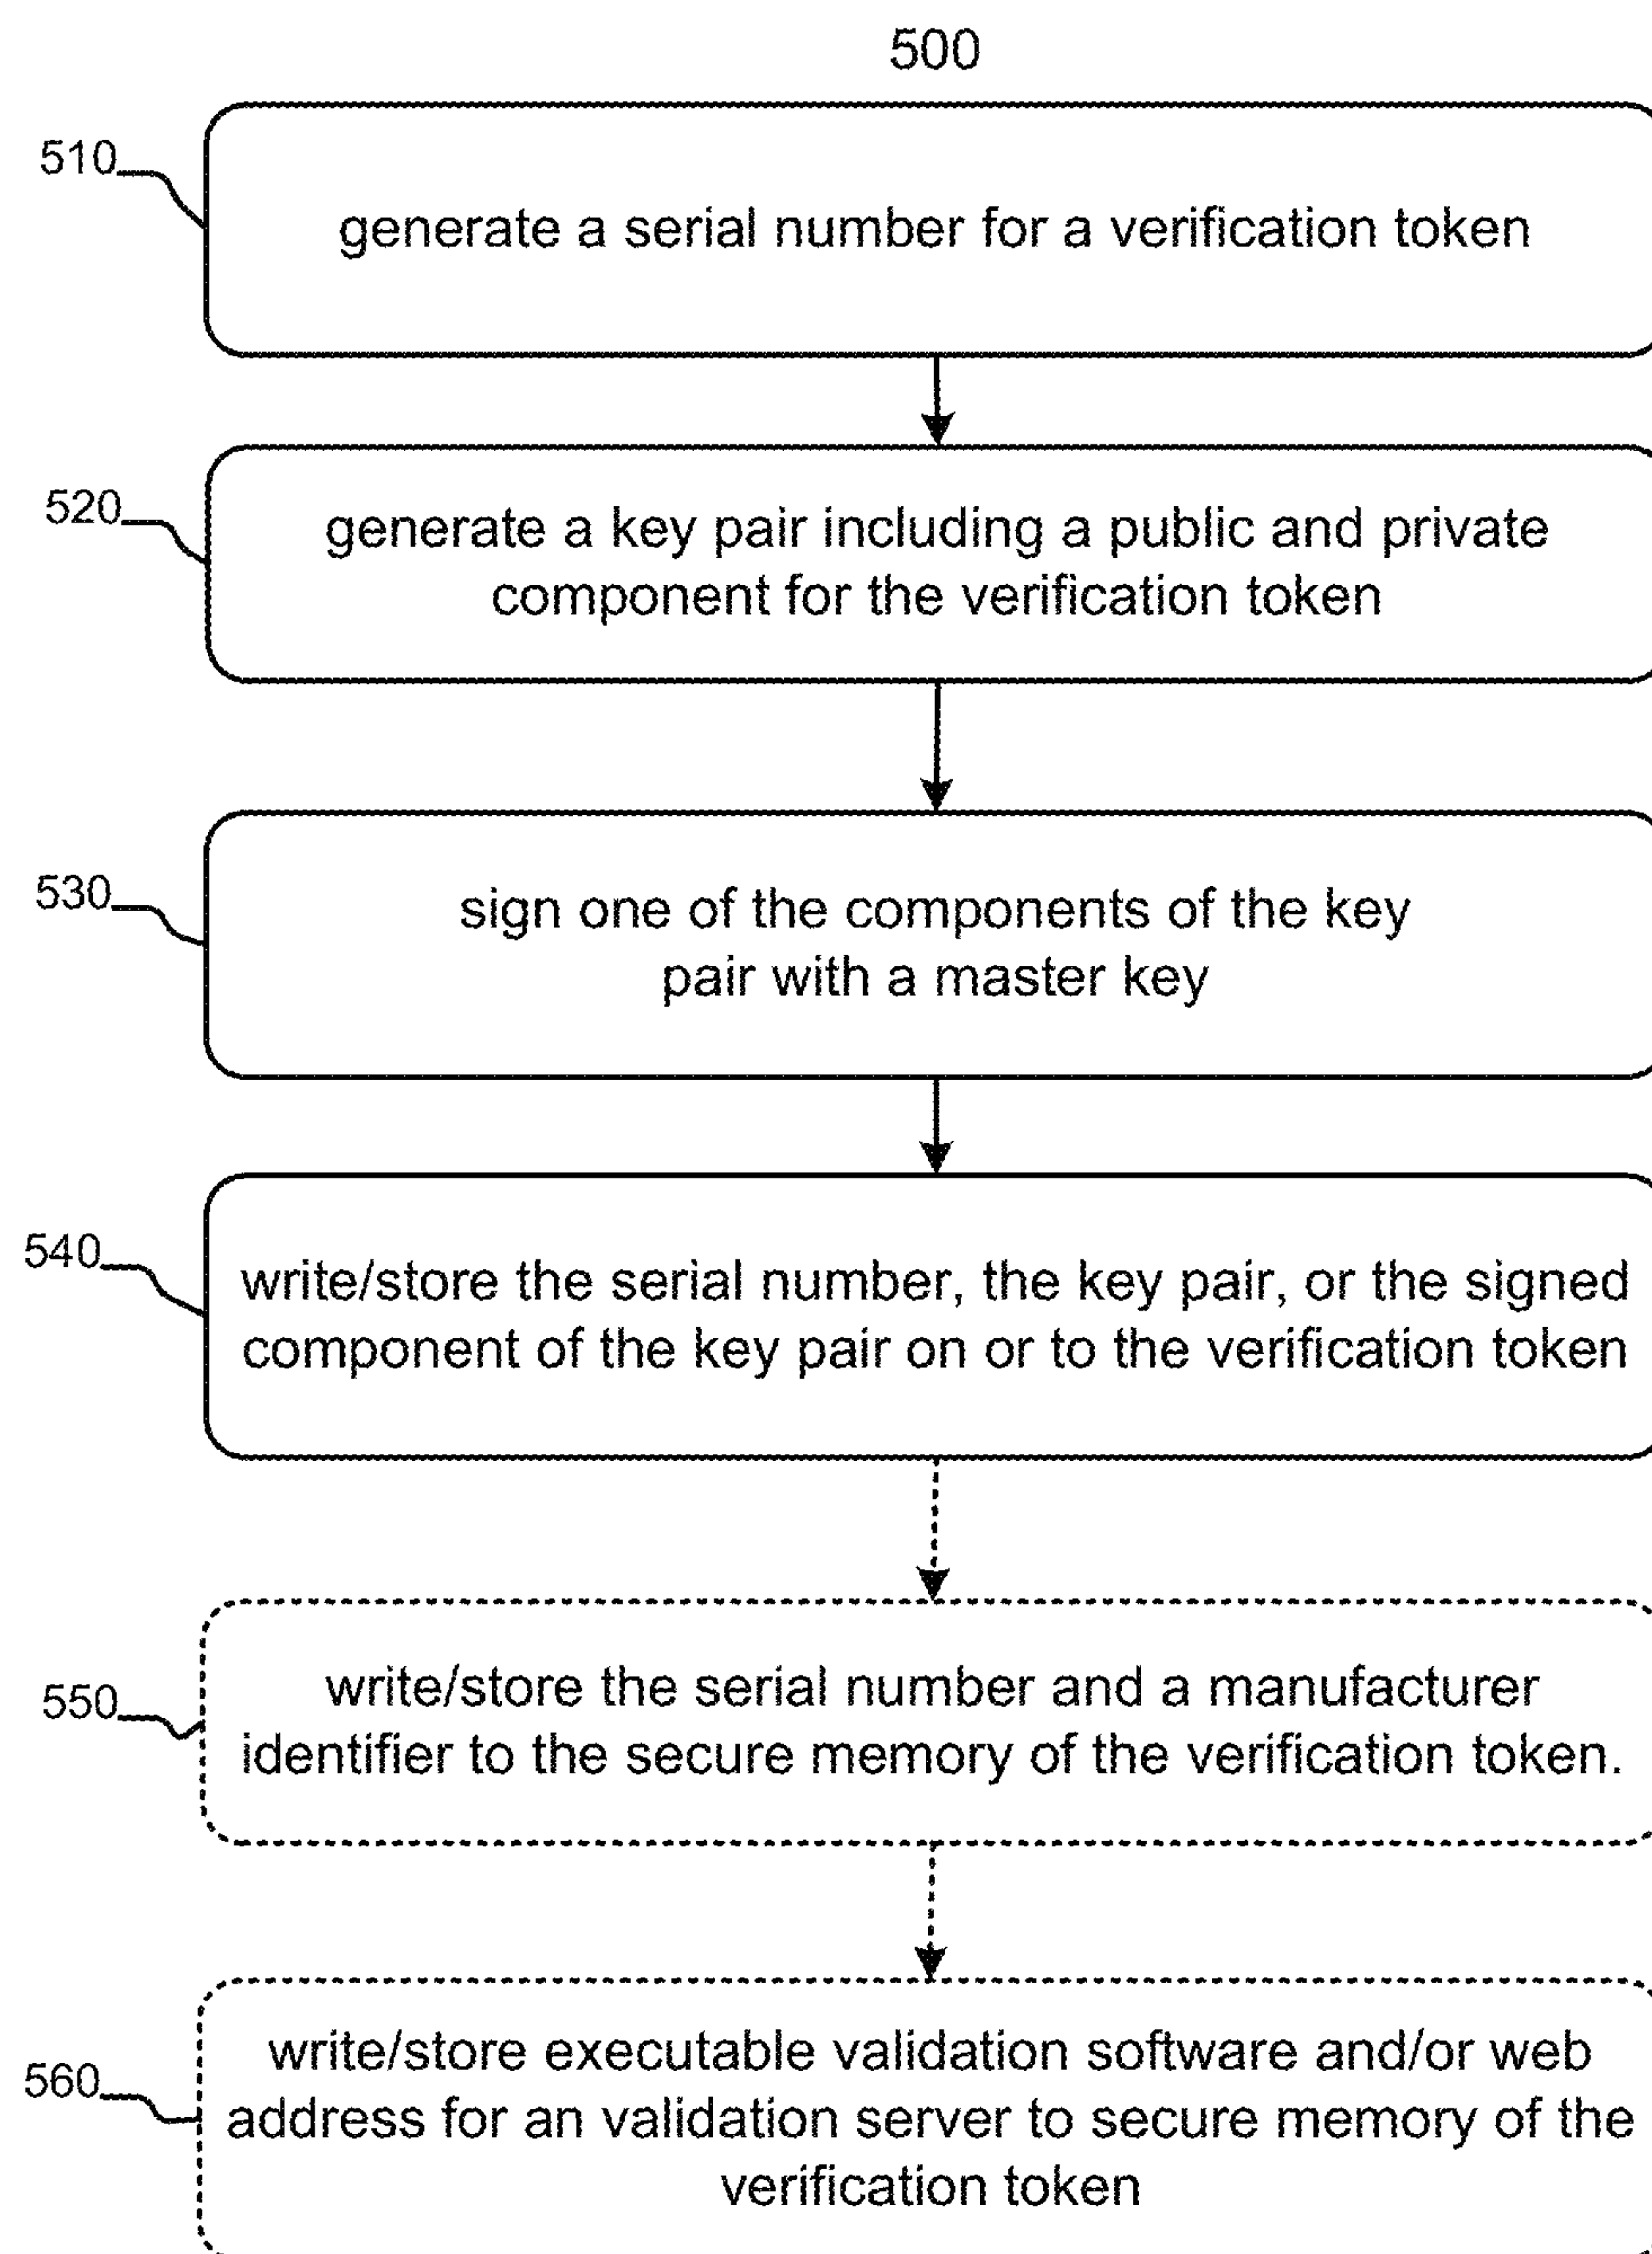 500
510
generate a serial number for a verification token
520
generate a key pair including a public and private
component for the verification token
530
sign one of the components of the key
pair with a master key
540
write/store the serial number, the key pair, or the signed
component of the key pair on or to the verification token
550
write/store the serial number and a manufacturer
identifier to the secure memory of the verification token.
560
write/store executable validation software and/or web
address for an validation server to secure memory of the
verification token